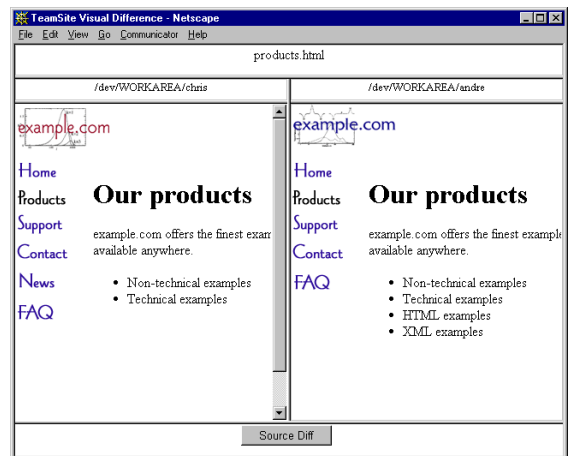 TeamSite Visual Difference - Netscape
File Edit View Go Communicator Help
products.html
/dev/WORKAREA/chris
example.com
Home
Products
Support
Contact
News
FAQ
Our products
example.com offers the finest exam
available anywhere.
• Non-technical examples
• Technical examples
/dev/WORKAREA/andre
example.com
Home
Products
Support
Contact
FAQ
Our products
example.com offers the finest example
available anywhere.
• Non-technical examples
• Technical examples
• HTML examples
• XML examples
Source Diff